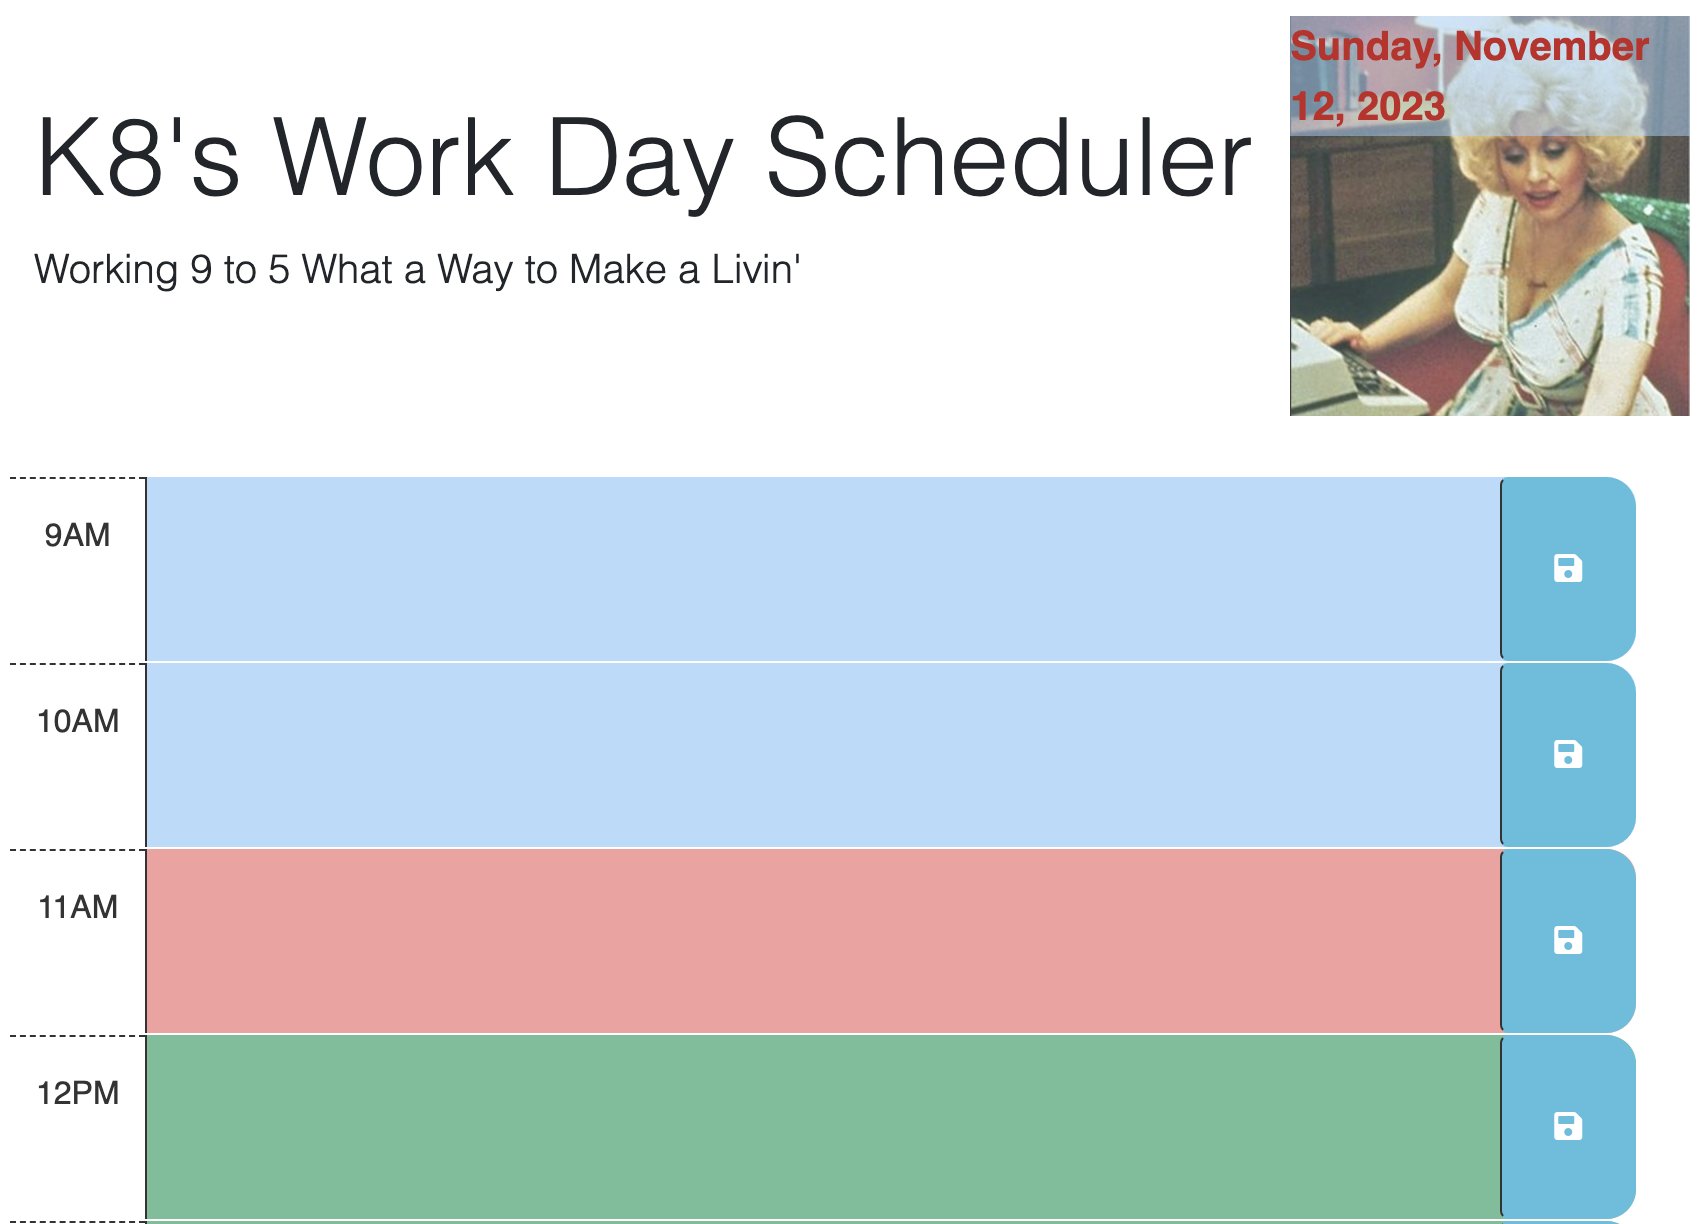 Sunday, November
12, 2023
K8's Work Day Scheduler
Working 9 to 5 What a Way to Make a Livin'
9AM
10AM
11AM
12PM